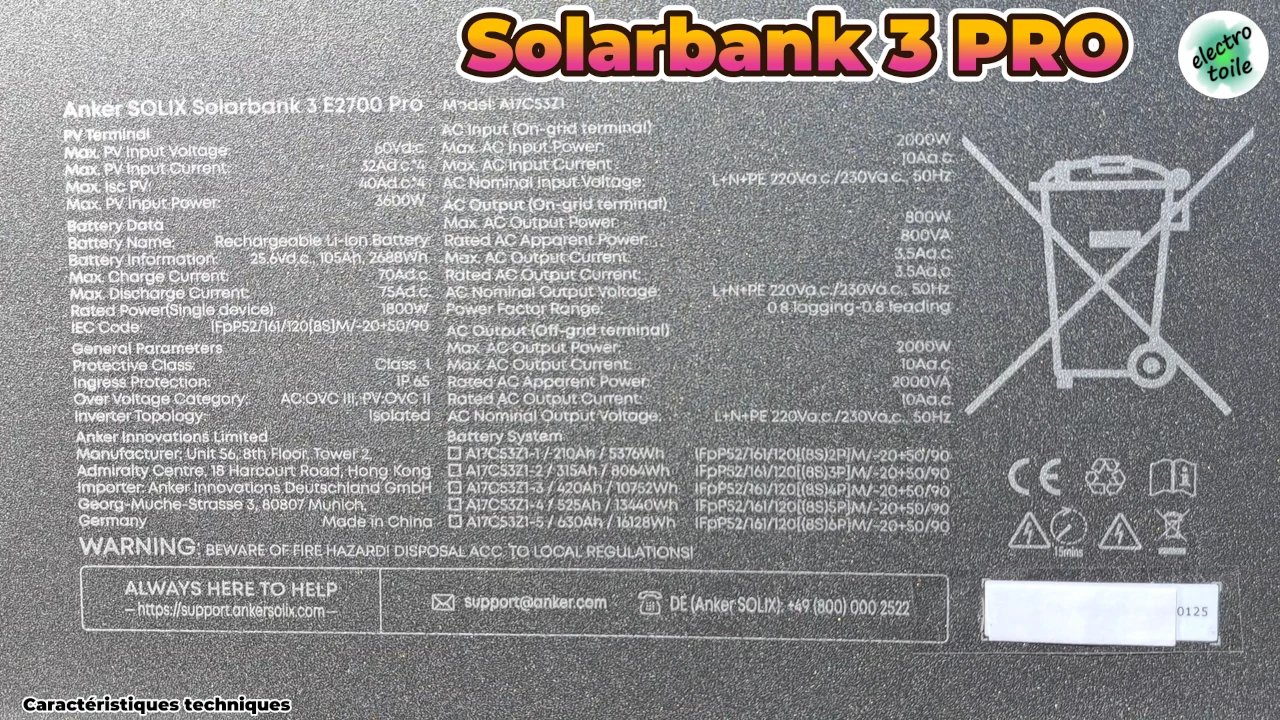 Solarbank 3 PRO
electro
toile
Anker SOLIX Solarbank 3 E2700 Pro Model: A17C53Z1
PV Terminal
Max. PV Input Voltage: 60Vd.c.
Max. PV Input Current: 32Ad.c.*4
Max. Isc PV: 40Ad.c.*4
Max. PV Input Power: 3600W
Battery Data
Battery Name: Rechargeable Li-ion Battery
Battery Information: 25.6Vd.c., 105Ah, 2688Wh
Max. Charge Current: 70Ad.c.
Max. Discharge Current: 75Ad.c.
Rated Power(Single device): 1800W
IEC Code: IFpP52/161/120[8S]M/-20+50/90
General Parameters
Protective Class: Class I
Ingress Protection: IP 65
Over Voltage Category: AC:OVC III, PV:OVC II
Inverter Topology: Isolated
Anker Innovations Limited
Manufacturer: Unit 56, 8th Floor, Tower 2,
Admiralty Centre, 18 Harcourt Road, Hong Kong
Importer: Anker Innovations Deutschland GmbH
Georg-Muche-Strasse 3, 80807 Munich,
Germany Made in China
AC Input (On-grid terminal)
Max. AC Input Power: 2000W
Max. AC Input Current: 10Aa.c.
AC Nominal Input Voltage: L+N+PE 220Va.c./230Va.c., 50Hz
AC Output (On-grid terminal)
Max. AC Output Power: 800W
Rated AC Apparent Power: 800VA
Max. AC Output Current: 3.5Aa.c.
Rated AC Output Current: 3.5Aa.c.
AC Nominal Output Voltage: L+N+PE 220Va.c./230Va.c., 50Hz
Power Factor Range: 0.8 lagging-0.8 leading
AC Output (Off-grid terminal)
Max. AC Output Power: 2000W
Max. AC Output Current: 10Aa.c.
Rated AC Apparent Power: 2000VA
Rated AC Output Current: 10Aa.c.
AC Nominal Output Voltage: L+N+PE 220Va.c./230Va.c., 50Hz
Battery System
A17C53Z1-1 / 210Ah / 5376Wh IFpP52/161/120[(8S)2P]M/-20+50/90
A17C53Z1-2 / 315Ah / 8064Wh IFpP52/161/120[(8S)3P]M/-20+50/90
A17C53Z1-3 / 420Ah / 10752Wh IFpP52/161/120[(8S)4P]M/-20+50/90
A17C53Z1-4 / 525Ah / 13440Wh IFpP52/161/120[(8S)5P]M/-20+50/90
A17C53Z1-5 / 630Ah / 16128Wh IFpP52/161/120[(8S)6P]M/-20+50/90
CE
15mins
WARNING: BEWARE OF FIRE HAZARD! DISPOSAL ACC. TO LOCAL REGULATIONS!
ALWAYS HERE TO HELP
— https://support.ankersolix.com —
support@anker.com DE (Anker SOLIX): +49 (800) 000 2522
0125
Caractéristiques techniques